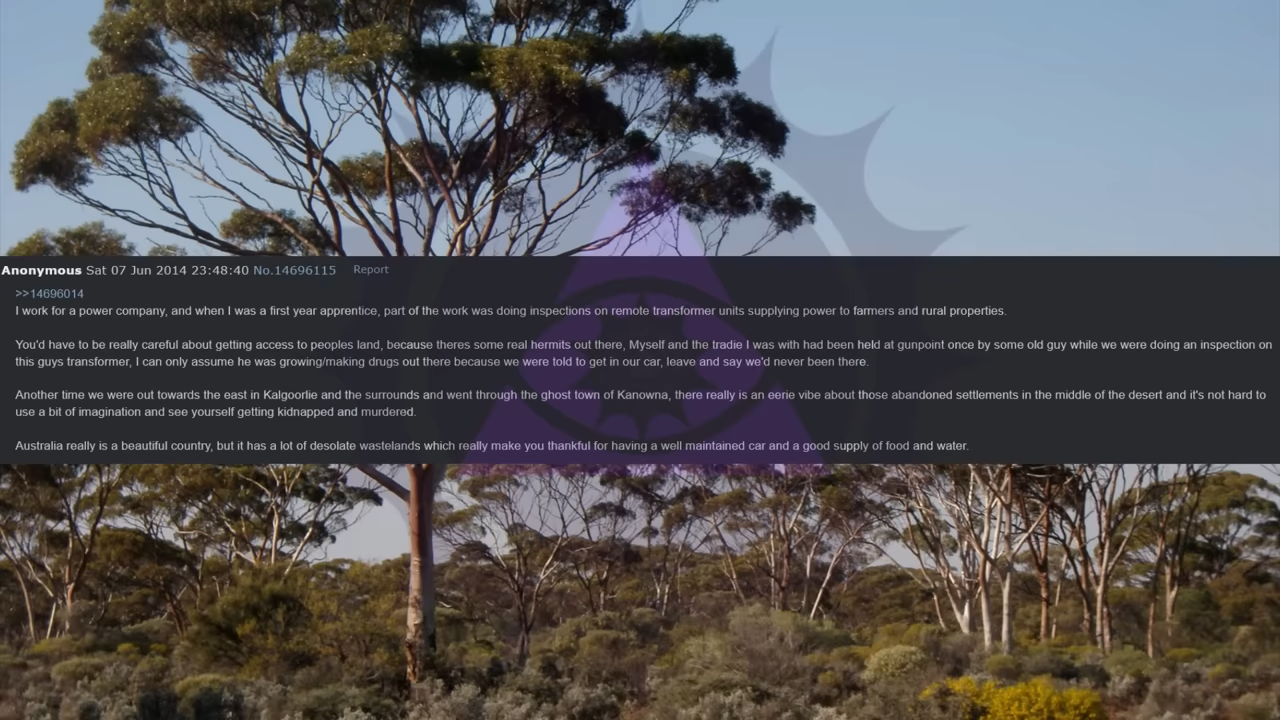 Anonymous Sat 07 Jun 2014 23:48:40 No.14696115 Report
>>14696014
I work for a power company, and when I was a first year apprentice, part of the work was doing inspections on remote transformer units supplying power to farmers and rural properties.
You'd have to be really careful about getting access to peoples land, because theres some real hermits out there, Myself and the tradie I was with had been held at gunpoint once by some old guy while we were doing an inspection on
this guys transformer, I can only assume he was growing/making drugs out there because we were told to get in our car, leave and say we'd never been there.
Another time we were out towards the east in Kalgoorlie and the surrounds and went through the ghost town of Kanowna, there really is an eerie vibe about those abandoned settlements in the middle of the desert and it's not hard to
use a bit of imagination and see yourself getting kidnapped and murdered.
Australia really is a beautiful country, but it has a lot of desolate wastelands which really make you thankful for having a well maintained car and a good supply of food and water.